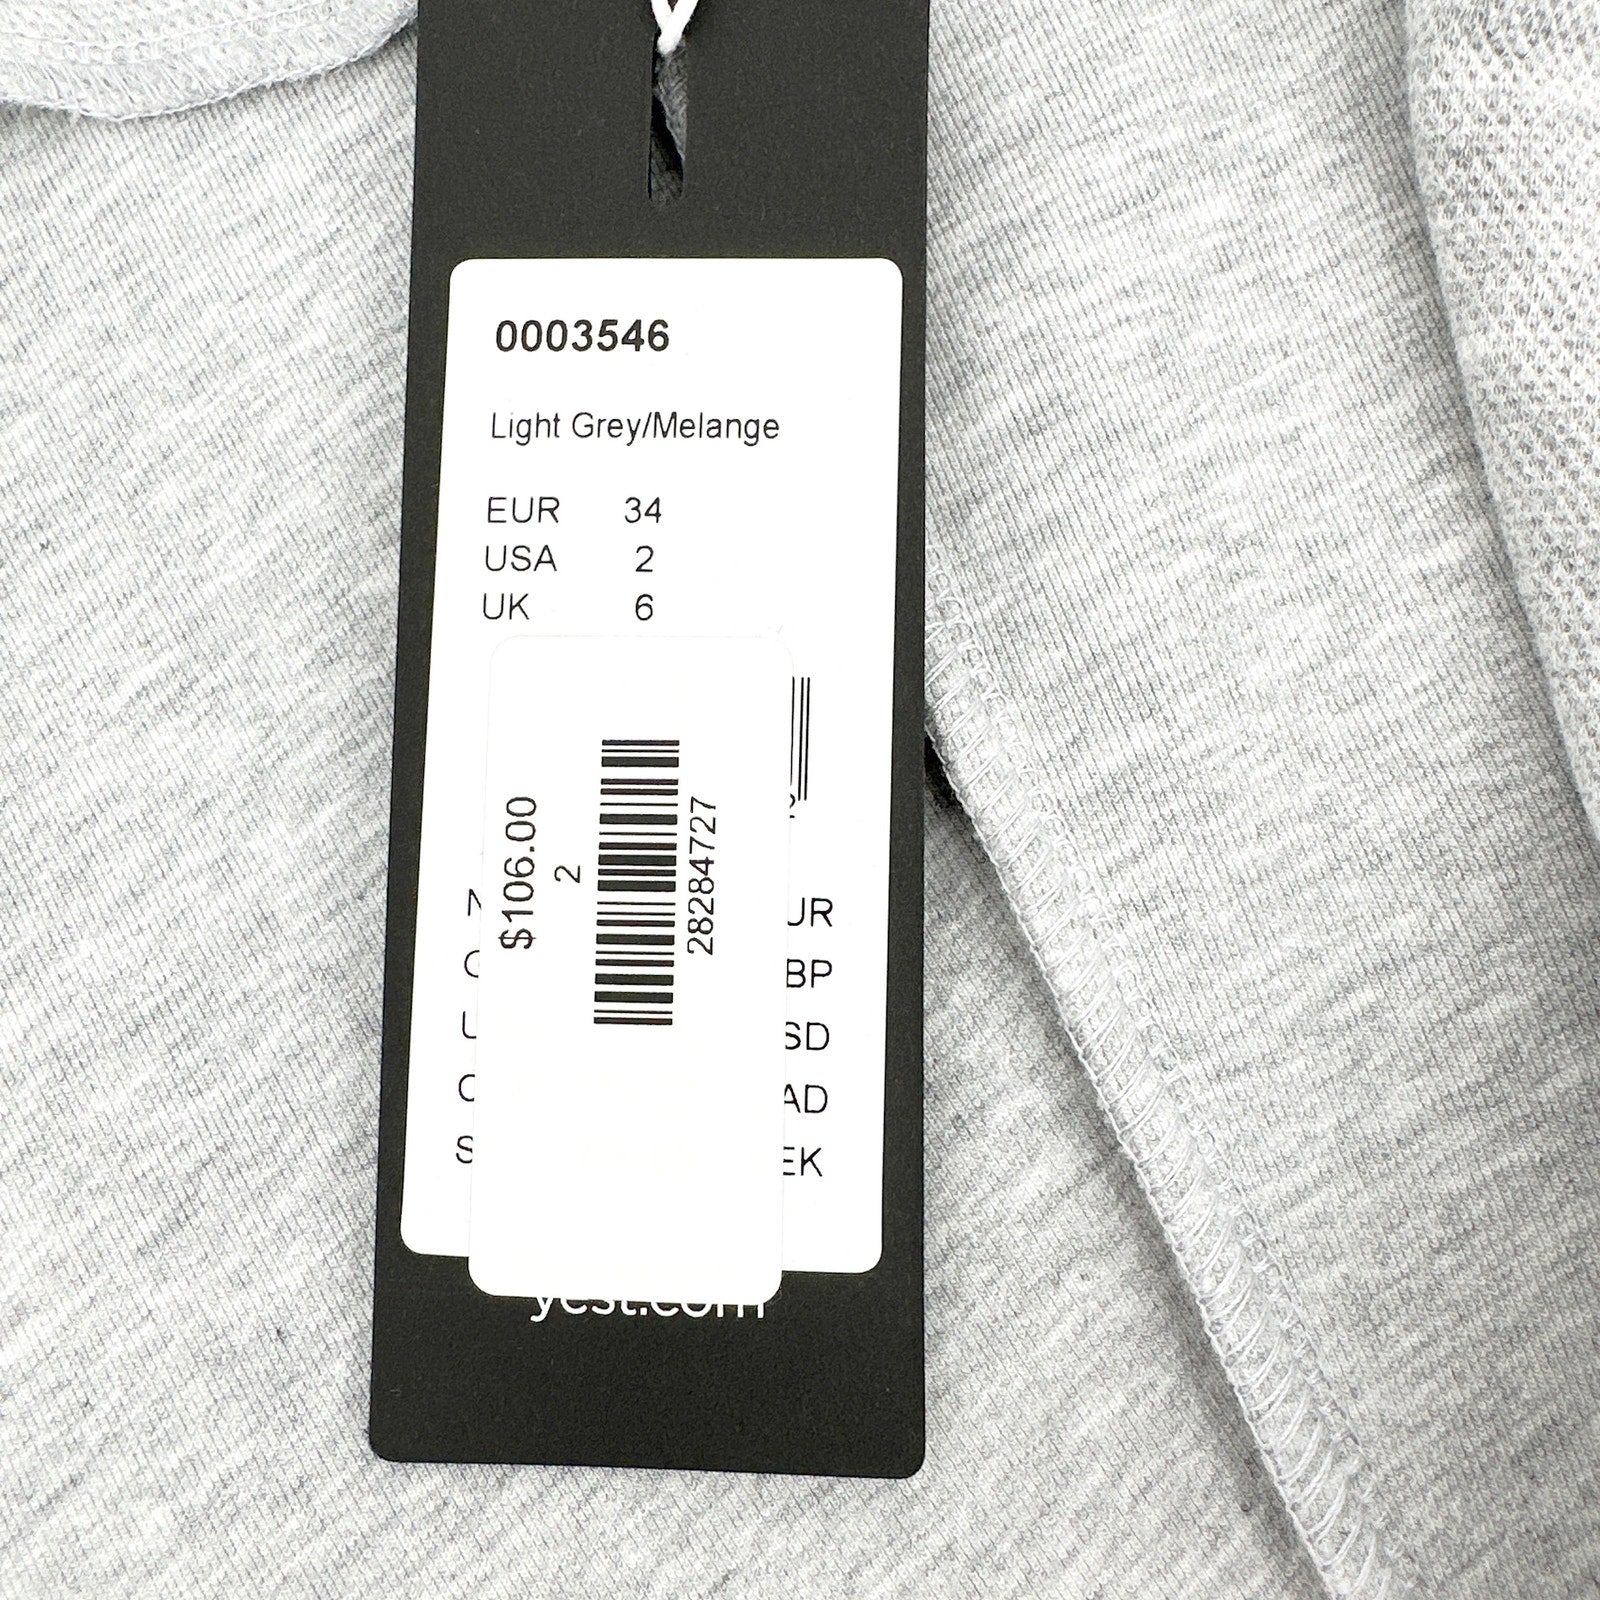 0003546
Light Grey/Melange
EUR 34
USA 2
UK 6
$106.00
2
28284727
UR
BP
SD
AD
EK
yest.com